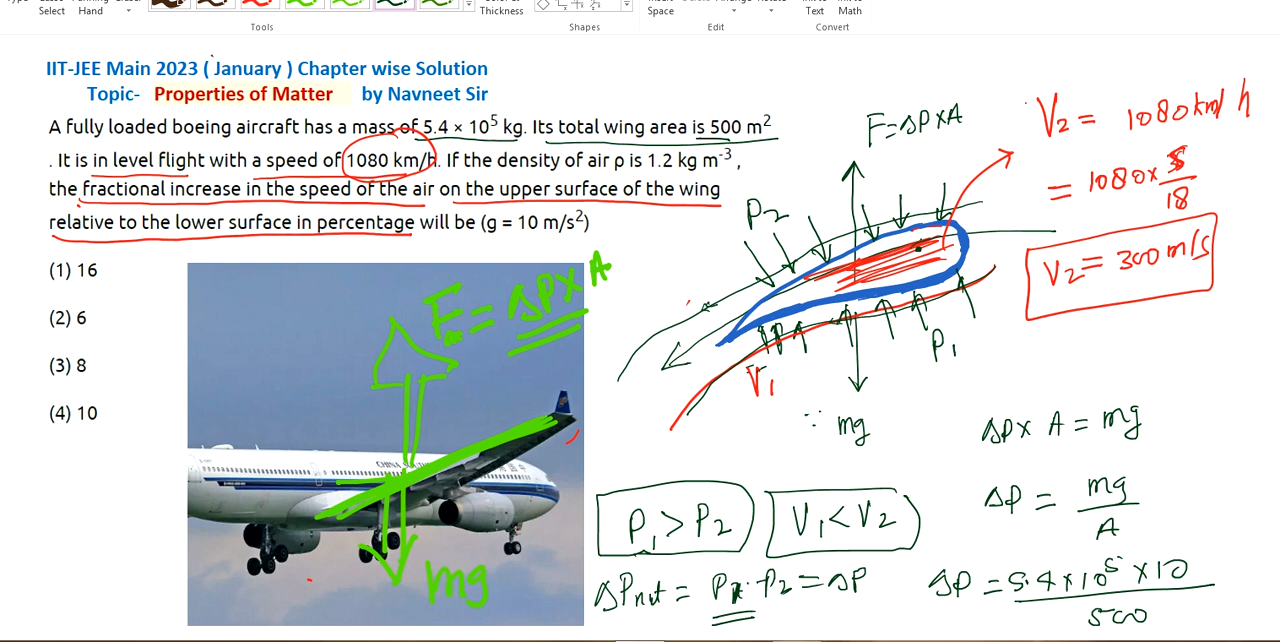 Select
Hand
Thickness
Space
Edit
Text
Math
Tools
Shapes
Convert
IIT-JEE Main 2023 ( January ) Chapter wise Solution
Topic- Properties of Matter by Navneet Sir
A fully loaded boeing aircraft has a mass of 5.4 × 10⁵ kg. Its total wing area is 500 m²
. It is in level flight with a speed of 1080 km/h. If the density of air ρ is 1.2 kg m⁻³ ,
the fractional increase in the speed of the air on the upper surface of the wing
relative to the lower surface in percentage will be (g = 10 m/s²)
(1) 16
(2) 6
(3) 8
(4) 10
F = ΔP × A
mg
F = ΔP × A
P2
P1
V1
∵ mg
V2 = 1080 km/h
= 1080 × 5/18
V2 = 300 m/s
P1 > P2
V1 < V2
ΔPnet = P1 - P2 = ΔP
ΔP × A = mg
ΔP = mg/A
ΔP = 5.4 × 10⁵ × 10/500